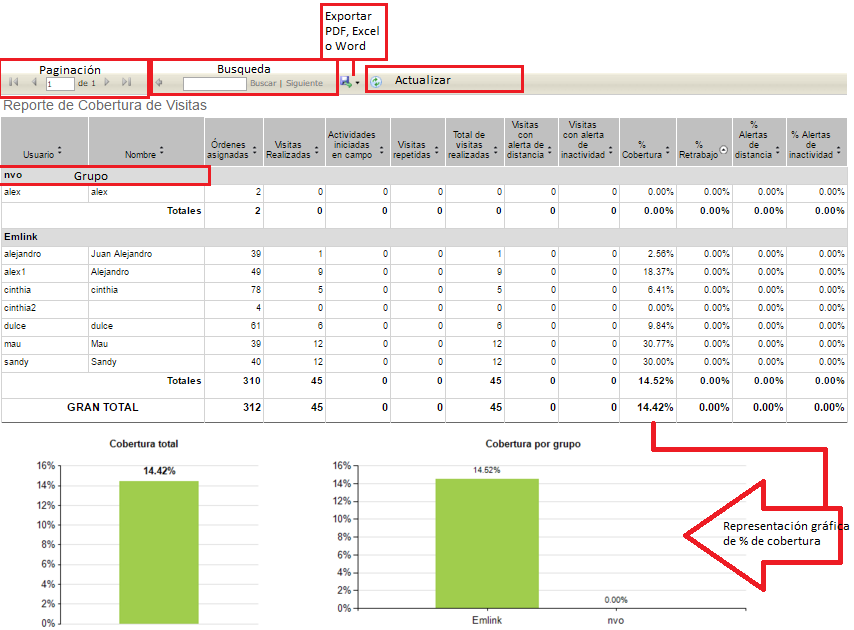 Exportar
PDF, Excel
o Word
Paginación
Busqueda
Actualizar
1 de 1
Buscar | Siguiente
Reporte de Cobertura de Visitas
Usuario Nombre Órdenes asignadas Visitas Realizadas Actividades iniciadas en campo Visitas repetidas Total de visitas realizadas Visitas con alerta de distancia Visitas con alerta de inactividad % Cobertura % Retrabajo % Alertas de distancia % Alertas de inactividad
nvo Grupo
alex alex 2 0 0 0 0 0 0 0.00% 0.00% 0.00% 0.00%
Totales 2 0 0 0 0 0 0 0.00% 0.00% 0.00% 0.00%
Emlink
alejandro Juan Alejandro 39 1 0 0 1 0 0 2.56% 0.00% 0.00% 0.00%
alex1 Alejandro 49 9 0 0 9 0 0 18.37% 0.00% 0.00% 0.00%
cinthia cinthia 78 5 0 0 5 0 0 6.41% 0.00% 0.00% 0.00%
cinthia2 4 0 0 0 0 0 0 0.00% 0.00% 0.00% 0.00%
dulce dulce 61 6 0 0 6 0 0 9.84% 0.00% 0.00% 0.00%
mau Mau 39 12 0 0 12 0 0 30.77% 0.00% 0.00% 0.00%
sandy Sandy 40 12 0 0 12 0 0 30.00% 0.00% 0.00% 0.00%
Totales 310 45 0 0 45 0 0 14.52% 0.00% 0.00% 0.00%
GRAN TOTAL 312 45 0 0 45 0 0 14.42% 0.00% 0.00% 0.00%
Cobertura total
16%
14%
12%
10%
8%
6%
4%
2%
0%
14.42%
Cobertura por grupo
16%
14%
12%
10%
8%
6%
4%
2%
0%
14.52%
0.00%
Emlink nvo
Representación gráfica
de % de cobertura